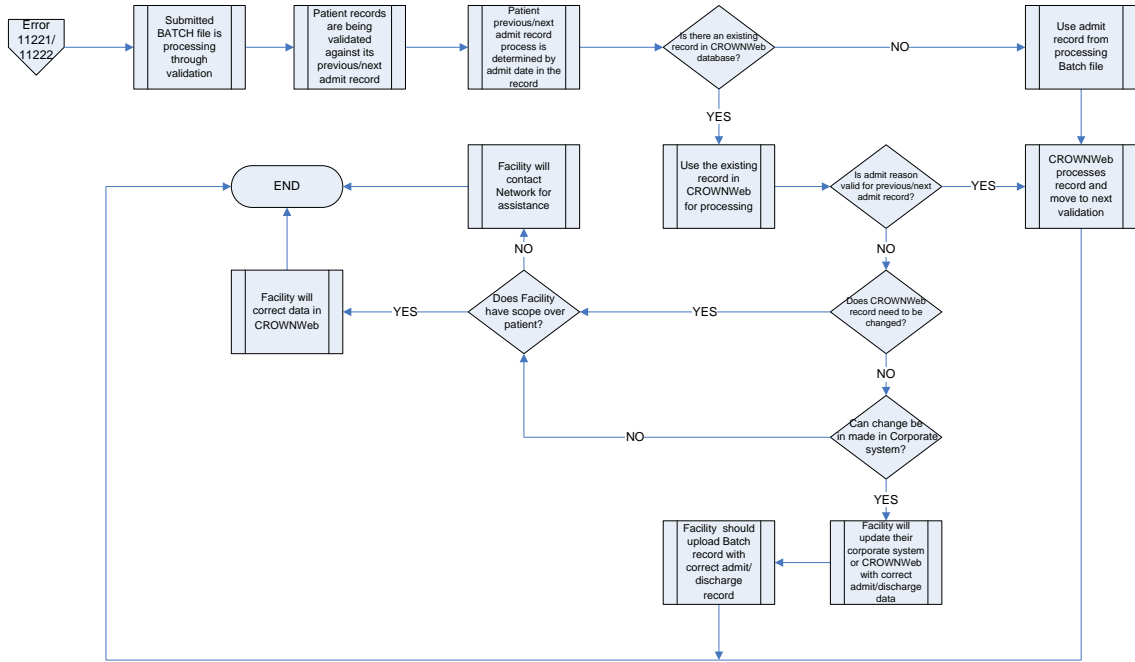 Error
11221/
11222
Submitted
BATCH file is
processing
through
validation
Patient records
are being
validated
against its
previous/next
admit record
Patient
previous/next
admit record
process is
determined by
admit date in the
record
Is there an existing
record in CROWNWeb
database?
NO
Use admit
record from
processing
Batch file
YES
Facility will
contact
Network for
assistance
END
Use the existing
record in
CROWNWeb
for processing
Is admit reason
valid for previous/next
admit record?
YES
CROWNWeb
processes
record and
move to next
validation
NO
NO
Facility will
correct data in
CROWNWeb
YES
Does Facility
have scope over
patient?
YES
Does CROWNWeb
record need to be
changed?
NO
NO
Can change be
in made in Corporate
system?
YES
Facility should
upload Batch
record with
correct admit/
discharge
record
Facility will
update their
corporate system
or CROWNWeb
with correct
admit/discharge
data